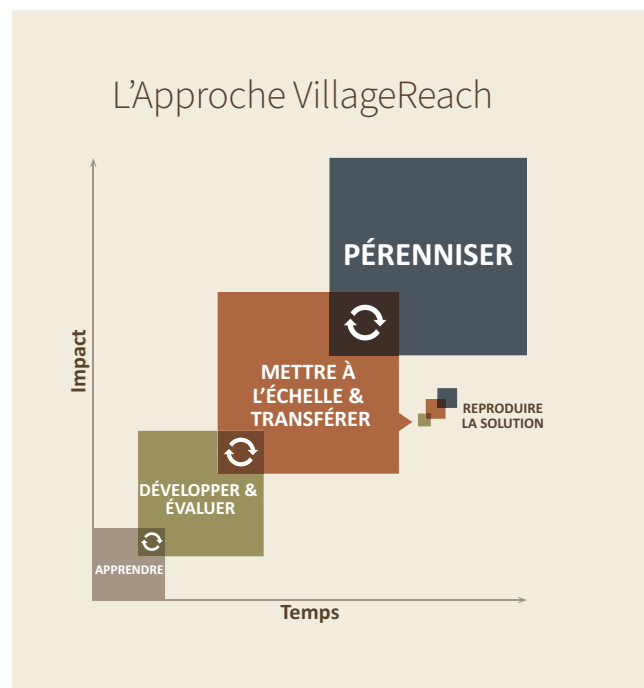 L'Approche VillageReach
PÉRENNISER
Impact
METTRE À
L'ÉCHELLE &
TRANSFÉRER
REPRODUIRE
LA SOLUTION
DÉVELOPPER &
ÉVALUER
APPRENDRE
Temps